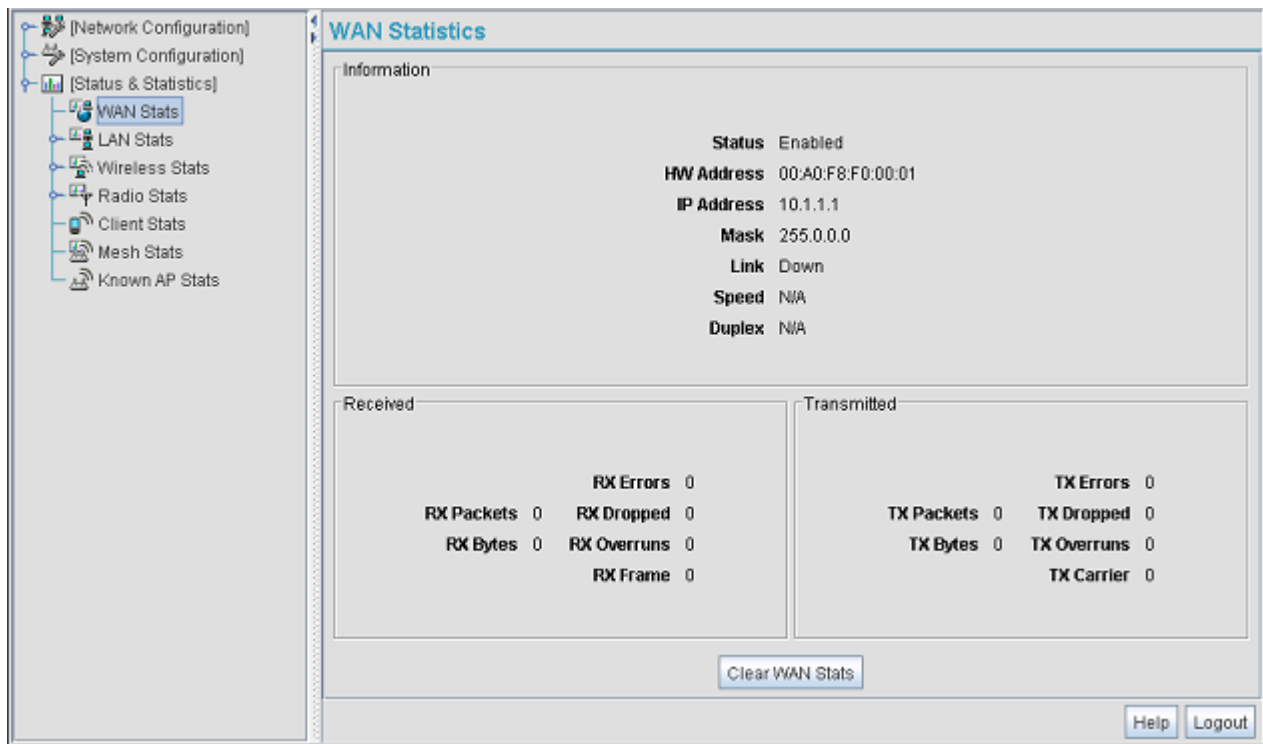 [Network Configuration]
[System Configuration]
[Status & Statistics]
WAN Stats
LAN Stats
Wireless Stats
Radio Stats
Client Stats
Mesh Stats
Known AP Stats
WAN Statistics
Information
Status Enabled
HW Address 00:A0:F8:F0:00:01
IP Address 10.1.1.1
Mask 255.0.0.0
Link Down
Speed N/A
Duplex N/A
Received
RX Errors 0
RX Packets 0 RX Dropped 0
RX Bytes 0 RX Overruns 0
RX Frame 0
Transmitted
TX Errors 0
TX Packets 0 TX Dropped 0
TX Bytes 0 TX Overruns 0
TX Carrier 0
Clear WAN Stats
Help Logout